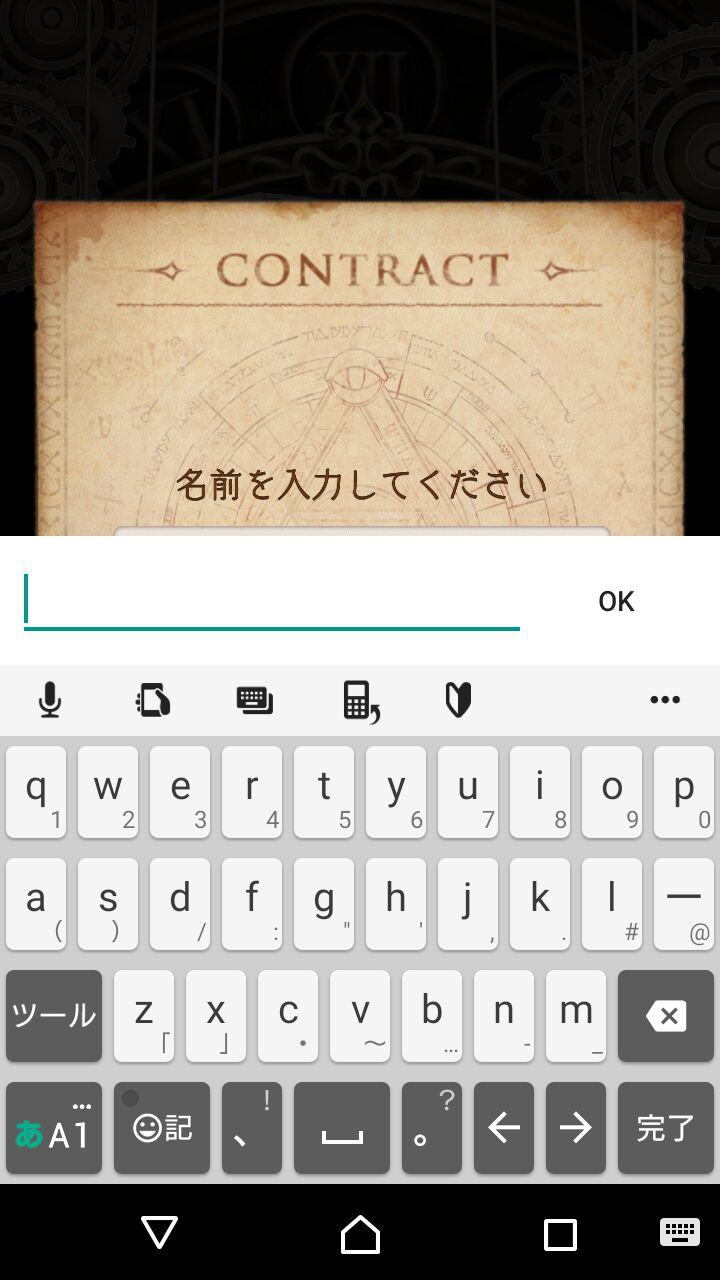 XII
CONTRACT
名前を入力してください
OK
q 1 w 2 e 3 r 4 t 5 y 6 u 7 i 8 o 9 p 0
a ( s ) d / f : g " h ' j , k . l # ー @
ツール z 「 x 」 c ・ v ～ b … n - m _
あA1 … 記 、 ! 。 ? ← → 完了